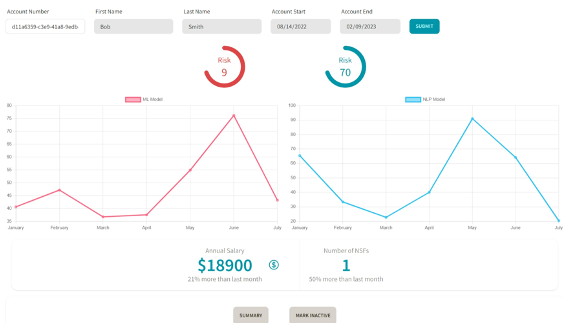 Account Number First Name Last Name Account Start Account End
d11a6359-c3e9-41a8-9edb Bob Smith 08/14/2022 02/09/2023 SUBMIT
Risk
9
Risk
70
ML Model
80
75
70
65
60
55
50
45
40
35
30
January February March April May June July
NLP Model
100
90
80
70
60
50
40
30
20
January February March April May June July
Annual Salary
$18900
21% more than last month
Number of NSFs
1
50% more than last month
SUMMARY MARK INACTIVE